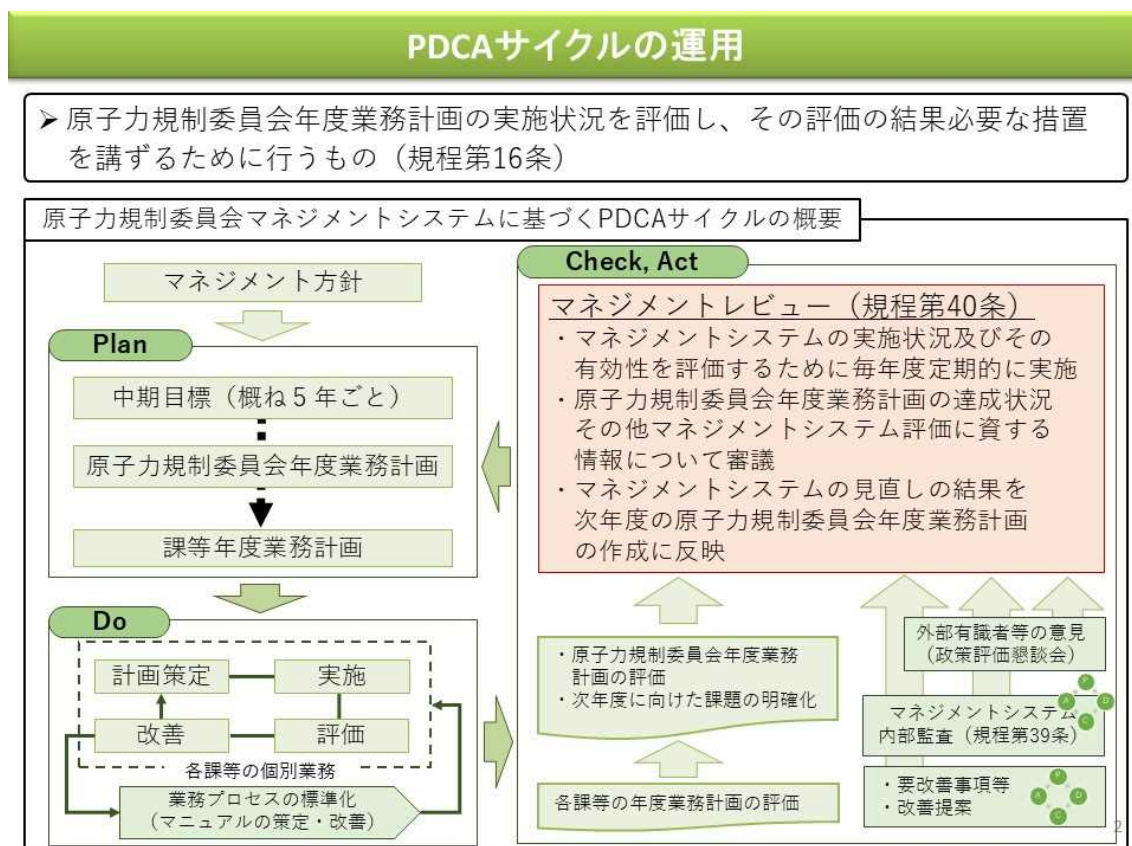 PDCAサイクルの運用
➤ 原子力規制委員会年度業務計画の実施状況を評価し、その評価の結果必要な措置
を講ずるために行うもの（規程第16条）
原子力規制委員会マネジメントシステムに基づくPDCAサイクルの概要
マネジメント方針
Plan
中期目標（概ね５年ごと）
原子力規制委員会年度業務計画
課等年度業務計画
Do
計画策定
実施
改善
評価
各課等の個別業務
業務プロセスの標準化
（マニュアルの策定・改善）
Check, Act
マネジメントレビュー（規程第40条）
・マネジメントシステムの実施状況及びその
有効性を評価するために毎年度定期的に実施
・原子力規制委員会年度業務計画の達成状況
その他マネジメントシステム評価に資する
情報について審議
・マネジメントシステムの見直しの結果を
次年度の原子力規制委員会年度業務計画
の作成に反映
・原子力規制委員会年度業務
計画の評価
・次年度に向けた課題の明確化
各課等の年度業務計画の評価
外部有識者等の意見
（政策評価懇談会）
マネジメントシステム
内部監査（規程第39条）
P
D
C
A
・要改善事項等
・改善提案
P
D
C
A
2